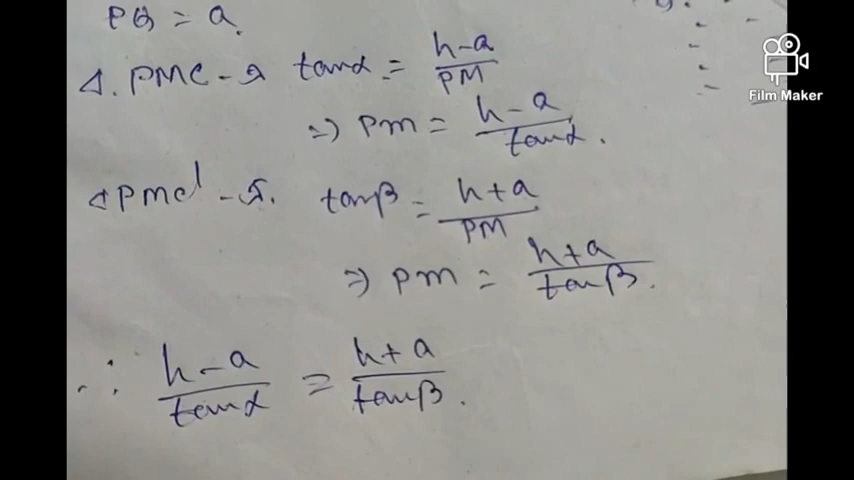 PQ = a.
Δ. PMC-ଏ tanα = h-a/PM
=> PM = h-a/tanα.
ΔPMC' -ଏ. tanβ = h+a/PM
=> PM = h+a/tanβ.
∴ h-a/tanα = h+a/tanβ.
Film Maker